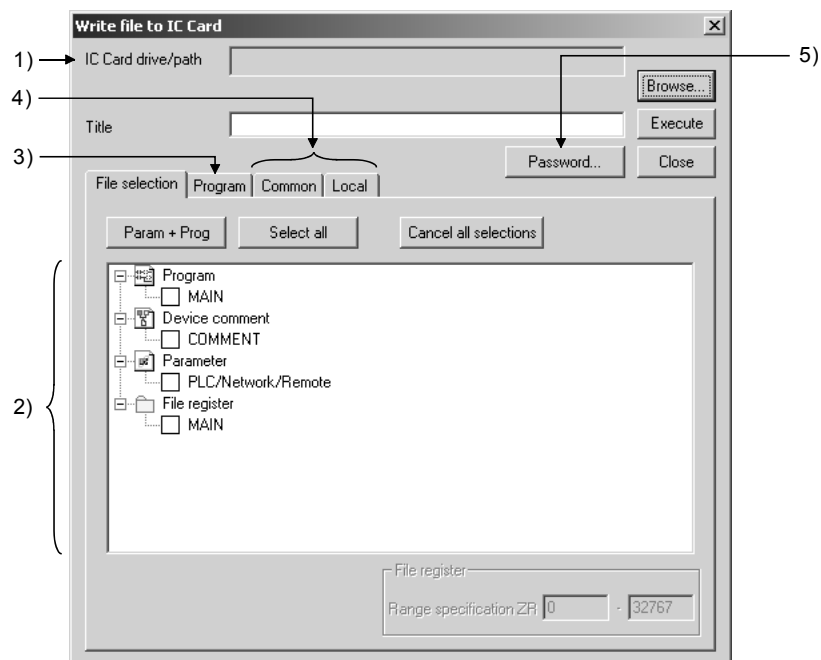 Write file to IC Card
1) IC Card drive/path
5)
Browse...
4)
Title
Execute
3)
Password...
Close
File selection Program Common Local
Param + Prog Select all Cancel all selections
2)
Program
MAIN
Device comment
COMMENT
Parameter
PLC/Network/Remote
File register
MAIN
File register
Range specification ZR 0 - 32767